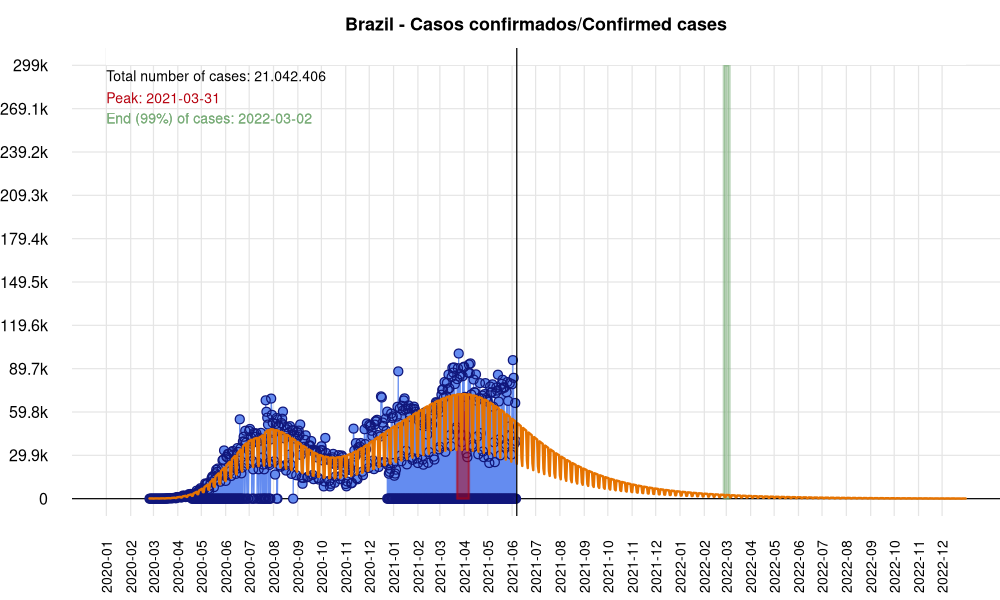 Brazil - Casos confirmados/Confirmed cases
299k
Total number of cases: 21.042.406
Peak: 2021-03-31
269.1k
End (99%) of cases: 2022-03-02
239.2k
209.3k
179.4k
149.5k
119.6k
89.7k
59.8k
29.9k
0
2020-01
2020-02
2020-03
2020-04
2020-05
2020-06
2020-07
2020-08
2020-09
2020-10
2020-11
2020-12
2021-01
2021-02
2021-03
2021-04
2021-05
2021-06
2021-07
2021-08
2021-09
2021-10
2021-11
2021-12
2022-01
2022-02
2022-03
2022-04
2022-05
2022-06
2022-07
2022-08
2022-09
2022-10
2022-11
2022-12